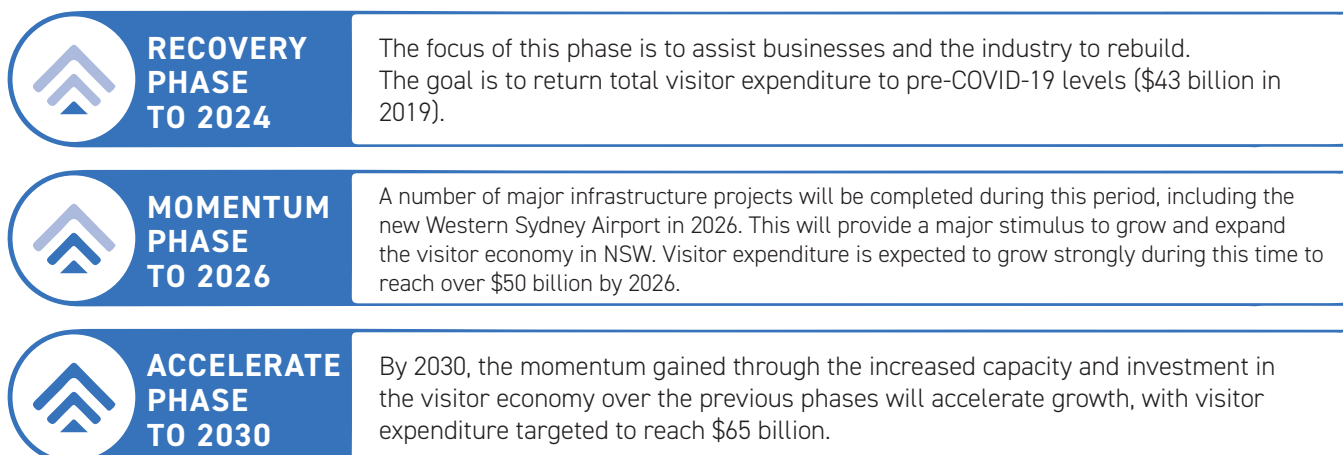 RECOVERY
PHASE
TO 2024
The focus of this phase is to assist businesses and the industry to rebuild.
The goal is to return total visitor expenditure to pre-COVID-19 levels ($43 billion in
2019).
MOMENTUM
PHASE
TO 2026
A number of major infrastructure projects will be completed during this period, including the
new Western Sydney Airport in 2026. This will provide a major stimulus to grow and expand
the visitor economy in NSW. Visitor expenditure is expected to grow strongly during this time to
reach over $50 billion by 2026.
ACCELERATE
PHASE
TO 2030
By 2030, the momentum gained through the increased capacity and investment in
the visitor economy over the previous phases will accelerate growth, with visitor
expenditure targeted to reach $65 billion.